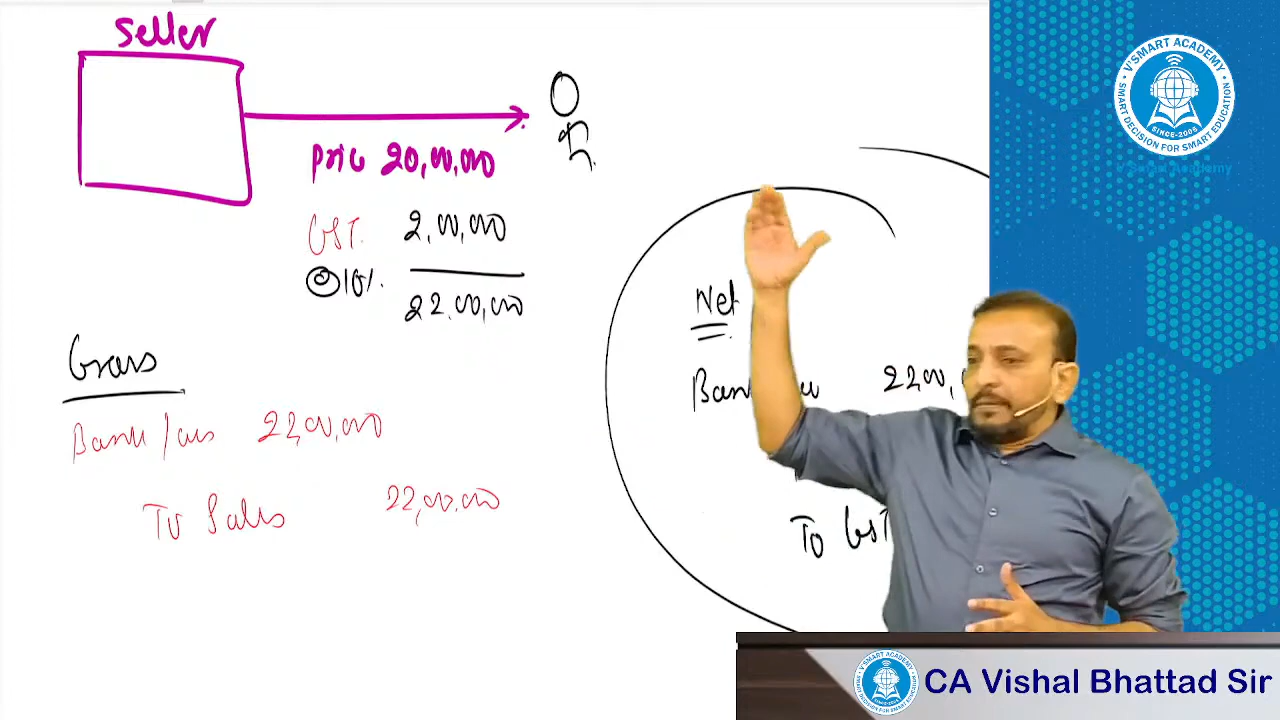 Seller
Price 20,00,000
GST. 2,00,000
@ 10%.
22,00,000
Gross
Bank/
22,00,000
To Sales 22,00,000
Net
22,00,
To GST
V'SMART ACADEMY
SMART DECISION FOR SMART EDUCATION
SINCE-2005
V'Smart Academy
CA Vishal Bhattad Sir